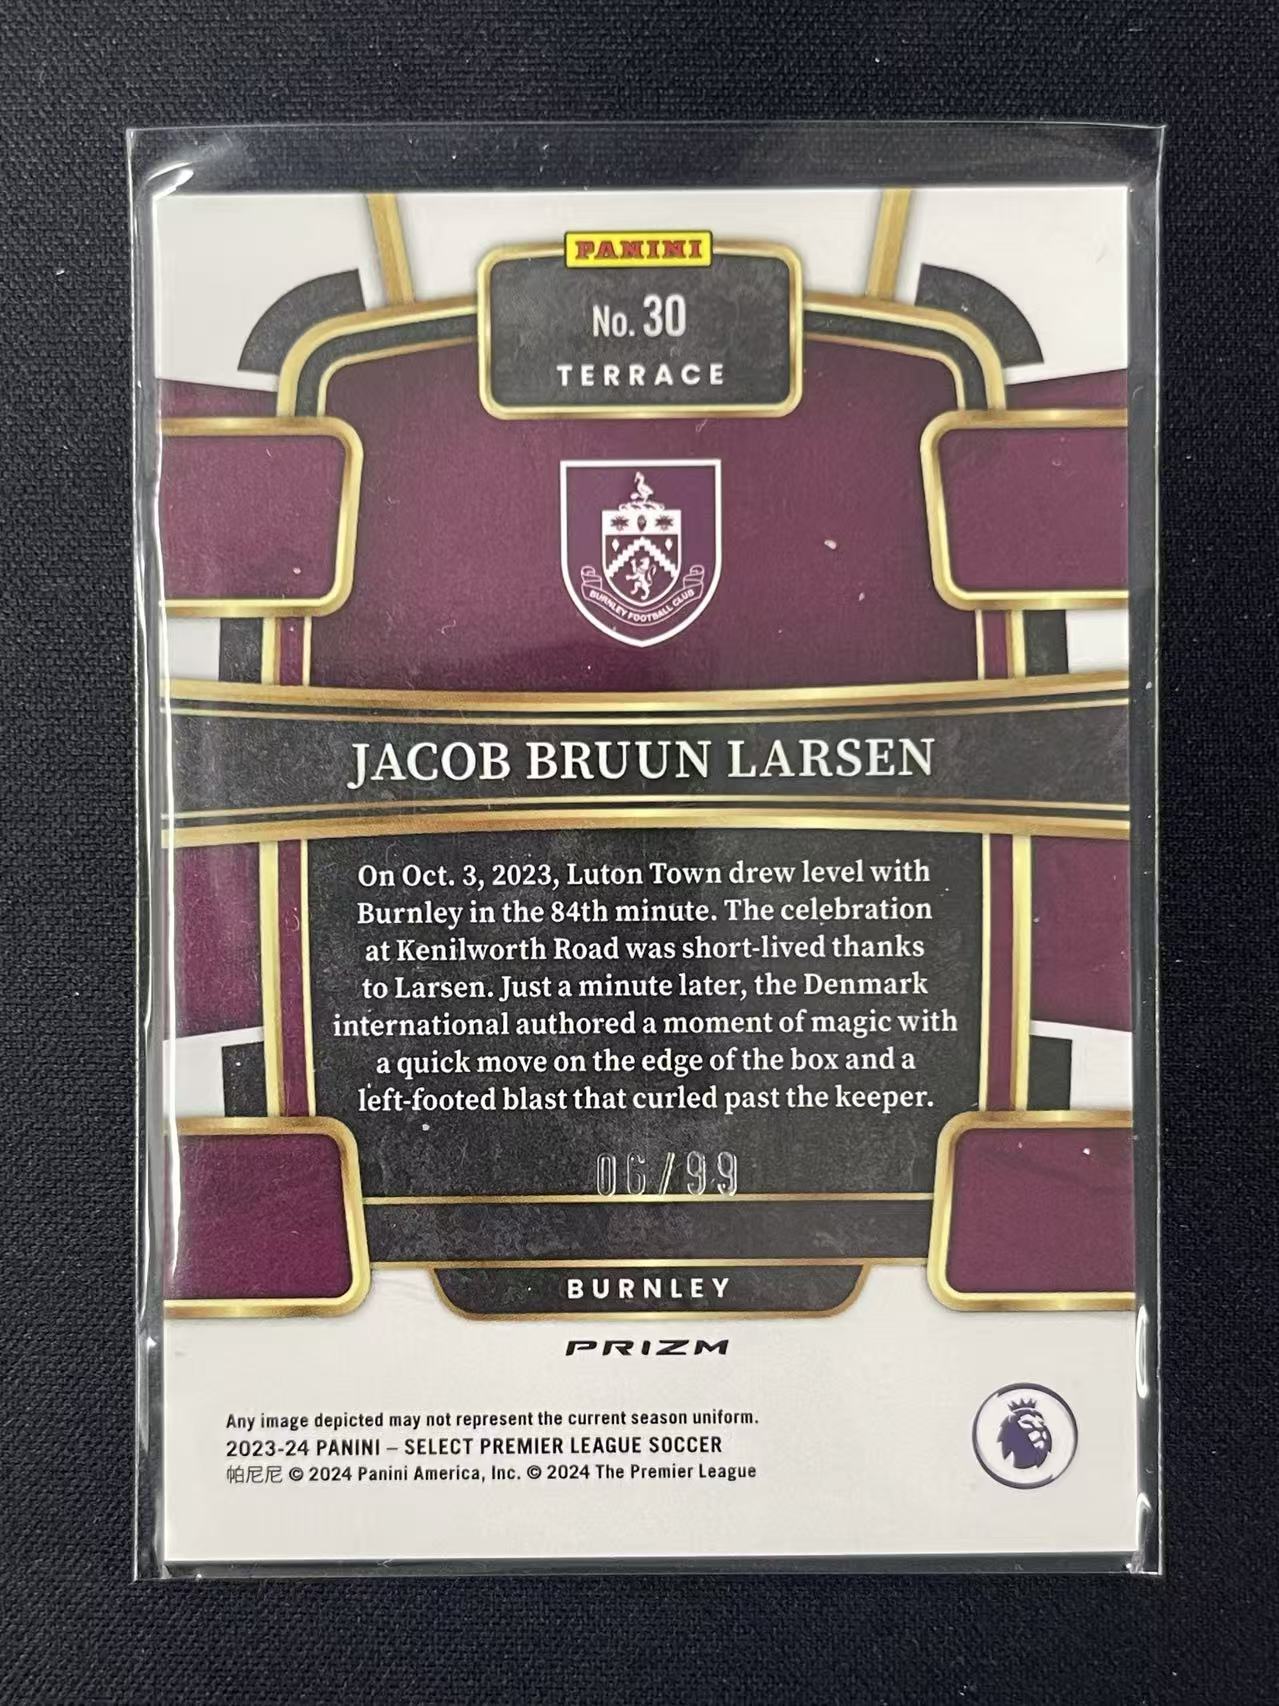 PANINI
No. 30
TERRACE
BURNLEY FOOTBALL CLUB
JACOB BRUUN LARSEN
On Oct. 3, 2023, Luton Town drew level with
Burnley in the 84th minute. The celebration
at Kenilworth Road was short-lived thanks
to Larsen. Just a minute later, the Denmark
international authored a moment of magic with
a quick move on the edge of the box and a
left-footed blast that curled past the keeper.
06/99
BURNLEY
PRIZM
Any image depicted may not represent the current season uniform.
2023-24 PANINI – SELECT PREMIER LEAGUE SOCCER
帕尼尼 © 2024 Panini America, Inc. © 2024 The Premier League